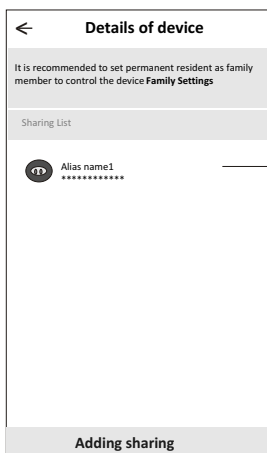 Details of device
It is recommended to set permanent resident as family
member to control the device Family Settings
Sharing List
Alias name1
************
Adding sharing